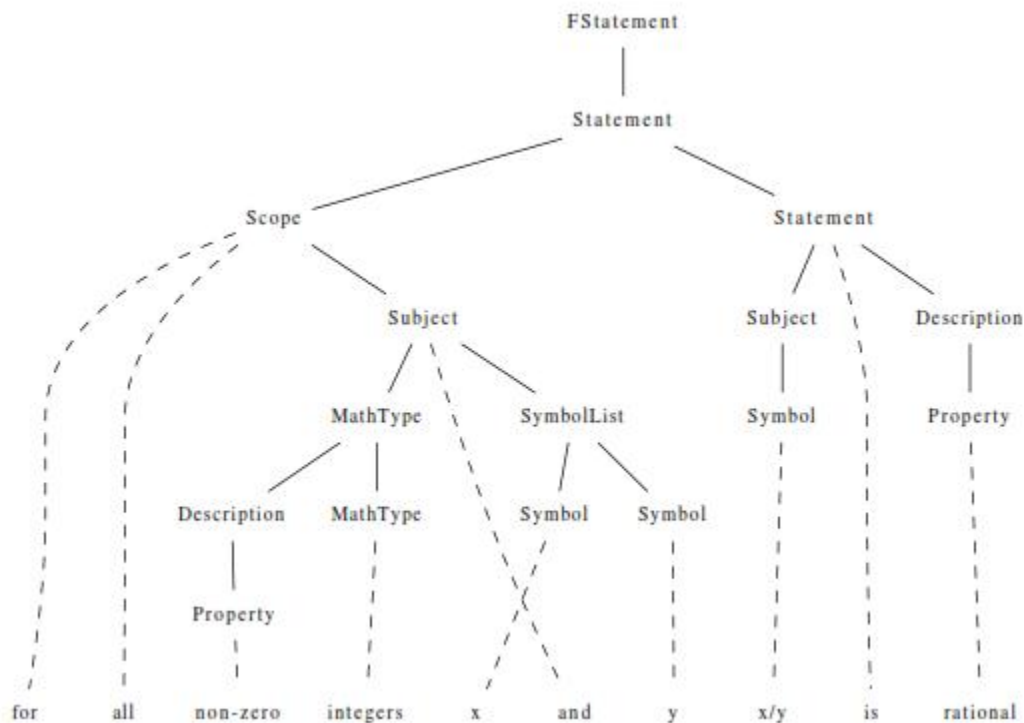 FStatement
Statement
Scope Statement
Subject Subject Description
MathType SymbolList Symbol Property
Description MathType Symbol Symbol
Property
for all non-zero integers x and y x/y is rational